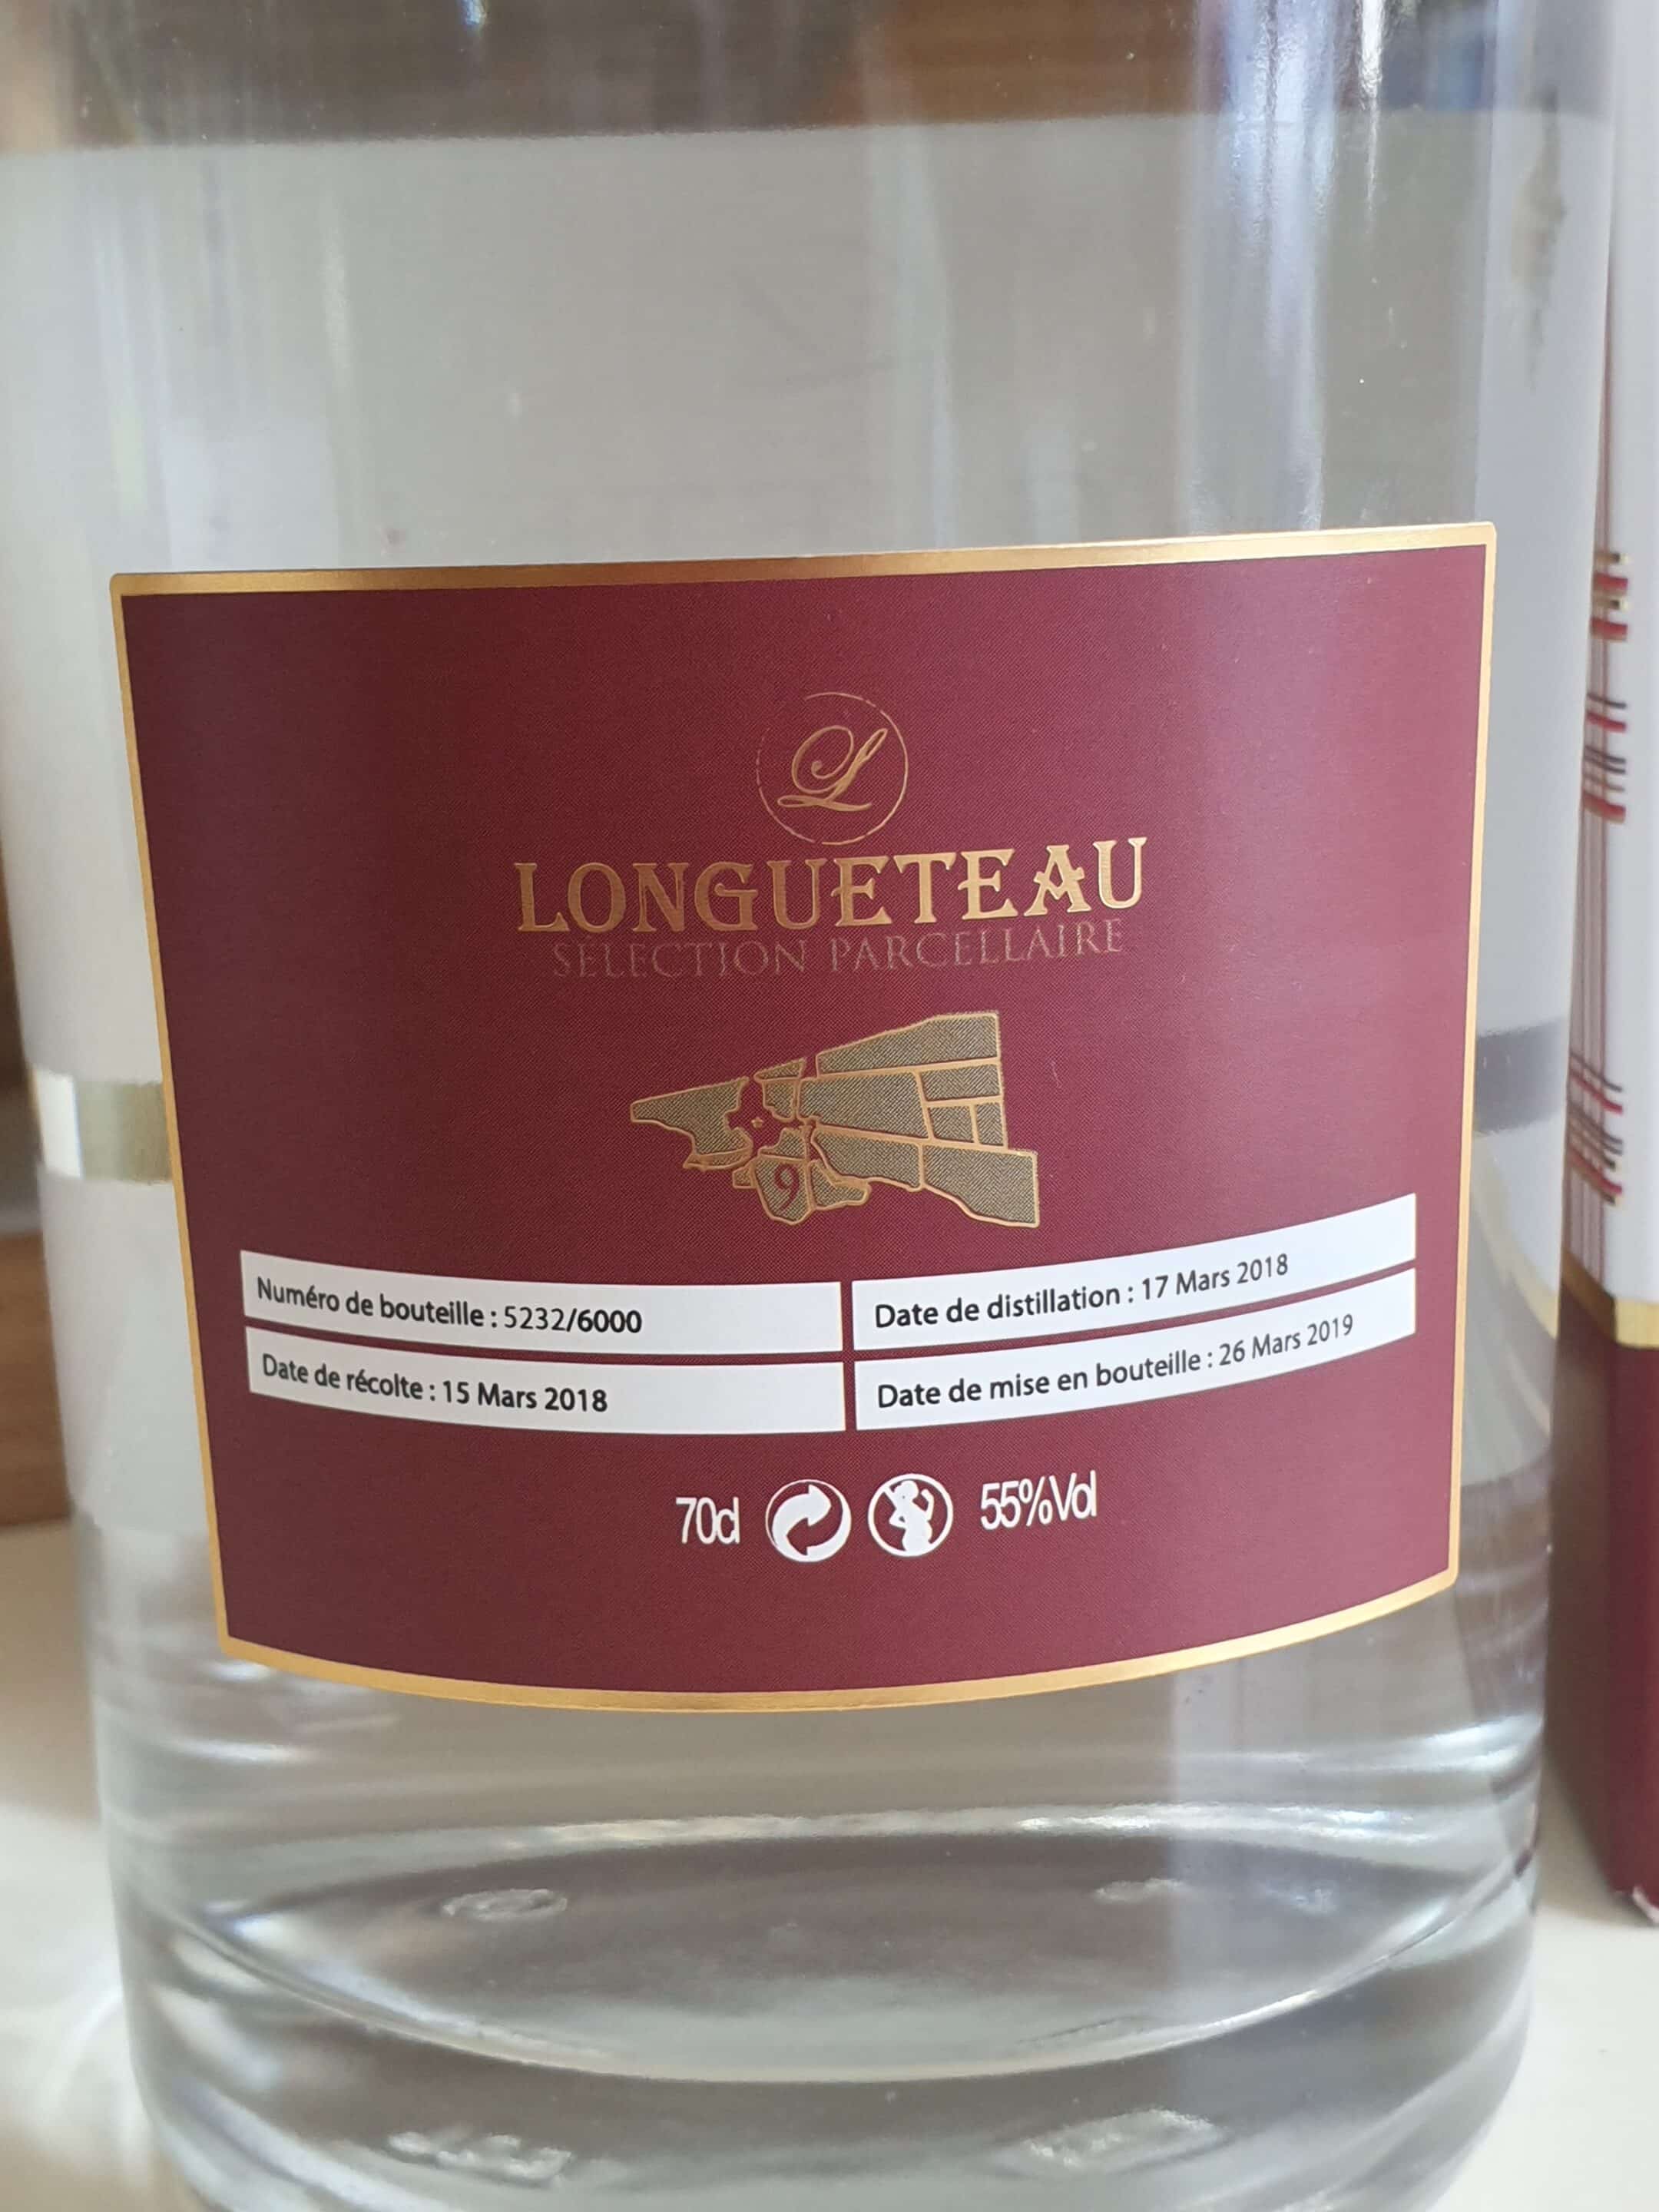 L
LONGUETEAU
SÉLECTION PARCELLAIRE
9
Numéro de bouteille : 5232/6000
Date de distillation : 17 Mars 2018
Date de récolte : 15 Mars 2018
Date de mise en bouteille : 26 Mars 2019
70cl 55%Vol